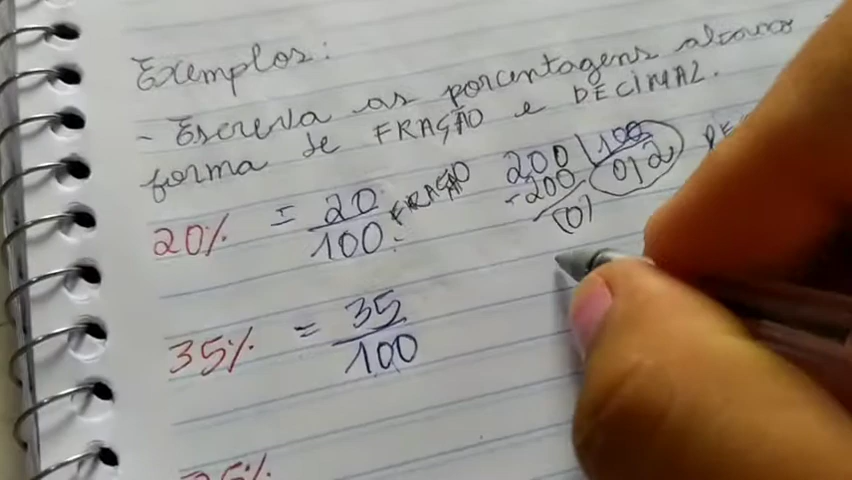 Exemplos:
- Escreva as porcentagens abaixo
forma de FRAÇÃO e DECIMAL.
20% = 20/100 FRAÇÃO 200 | 100
-200 0,2
(0)
35% = 35/100